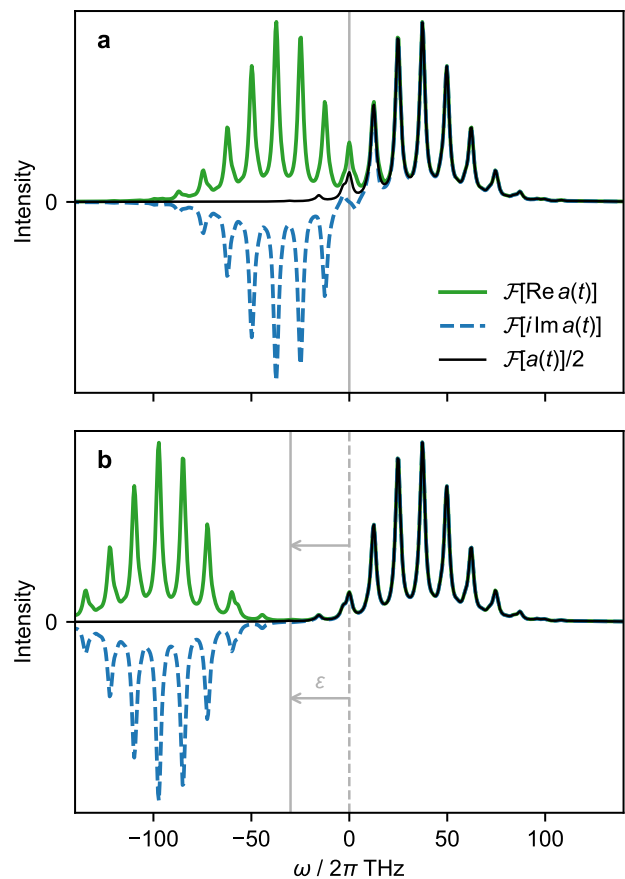 a
Intensity
0
ℱ[Re a(t)]
ℱ[i Im a(t)]
ℱ[a(t)]/2
b
Intensity
0
ε
−100 −50 0 50 100
ω / 2π THz